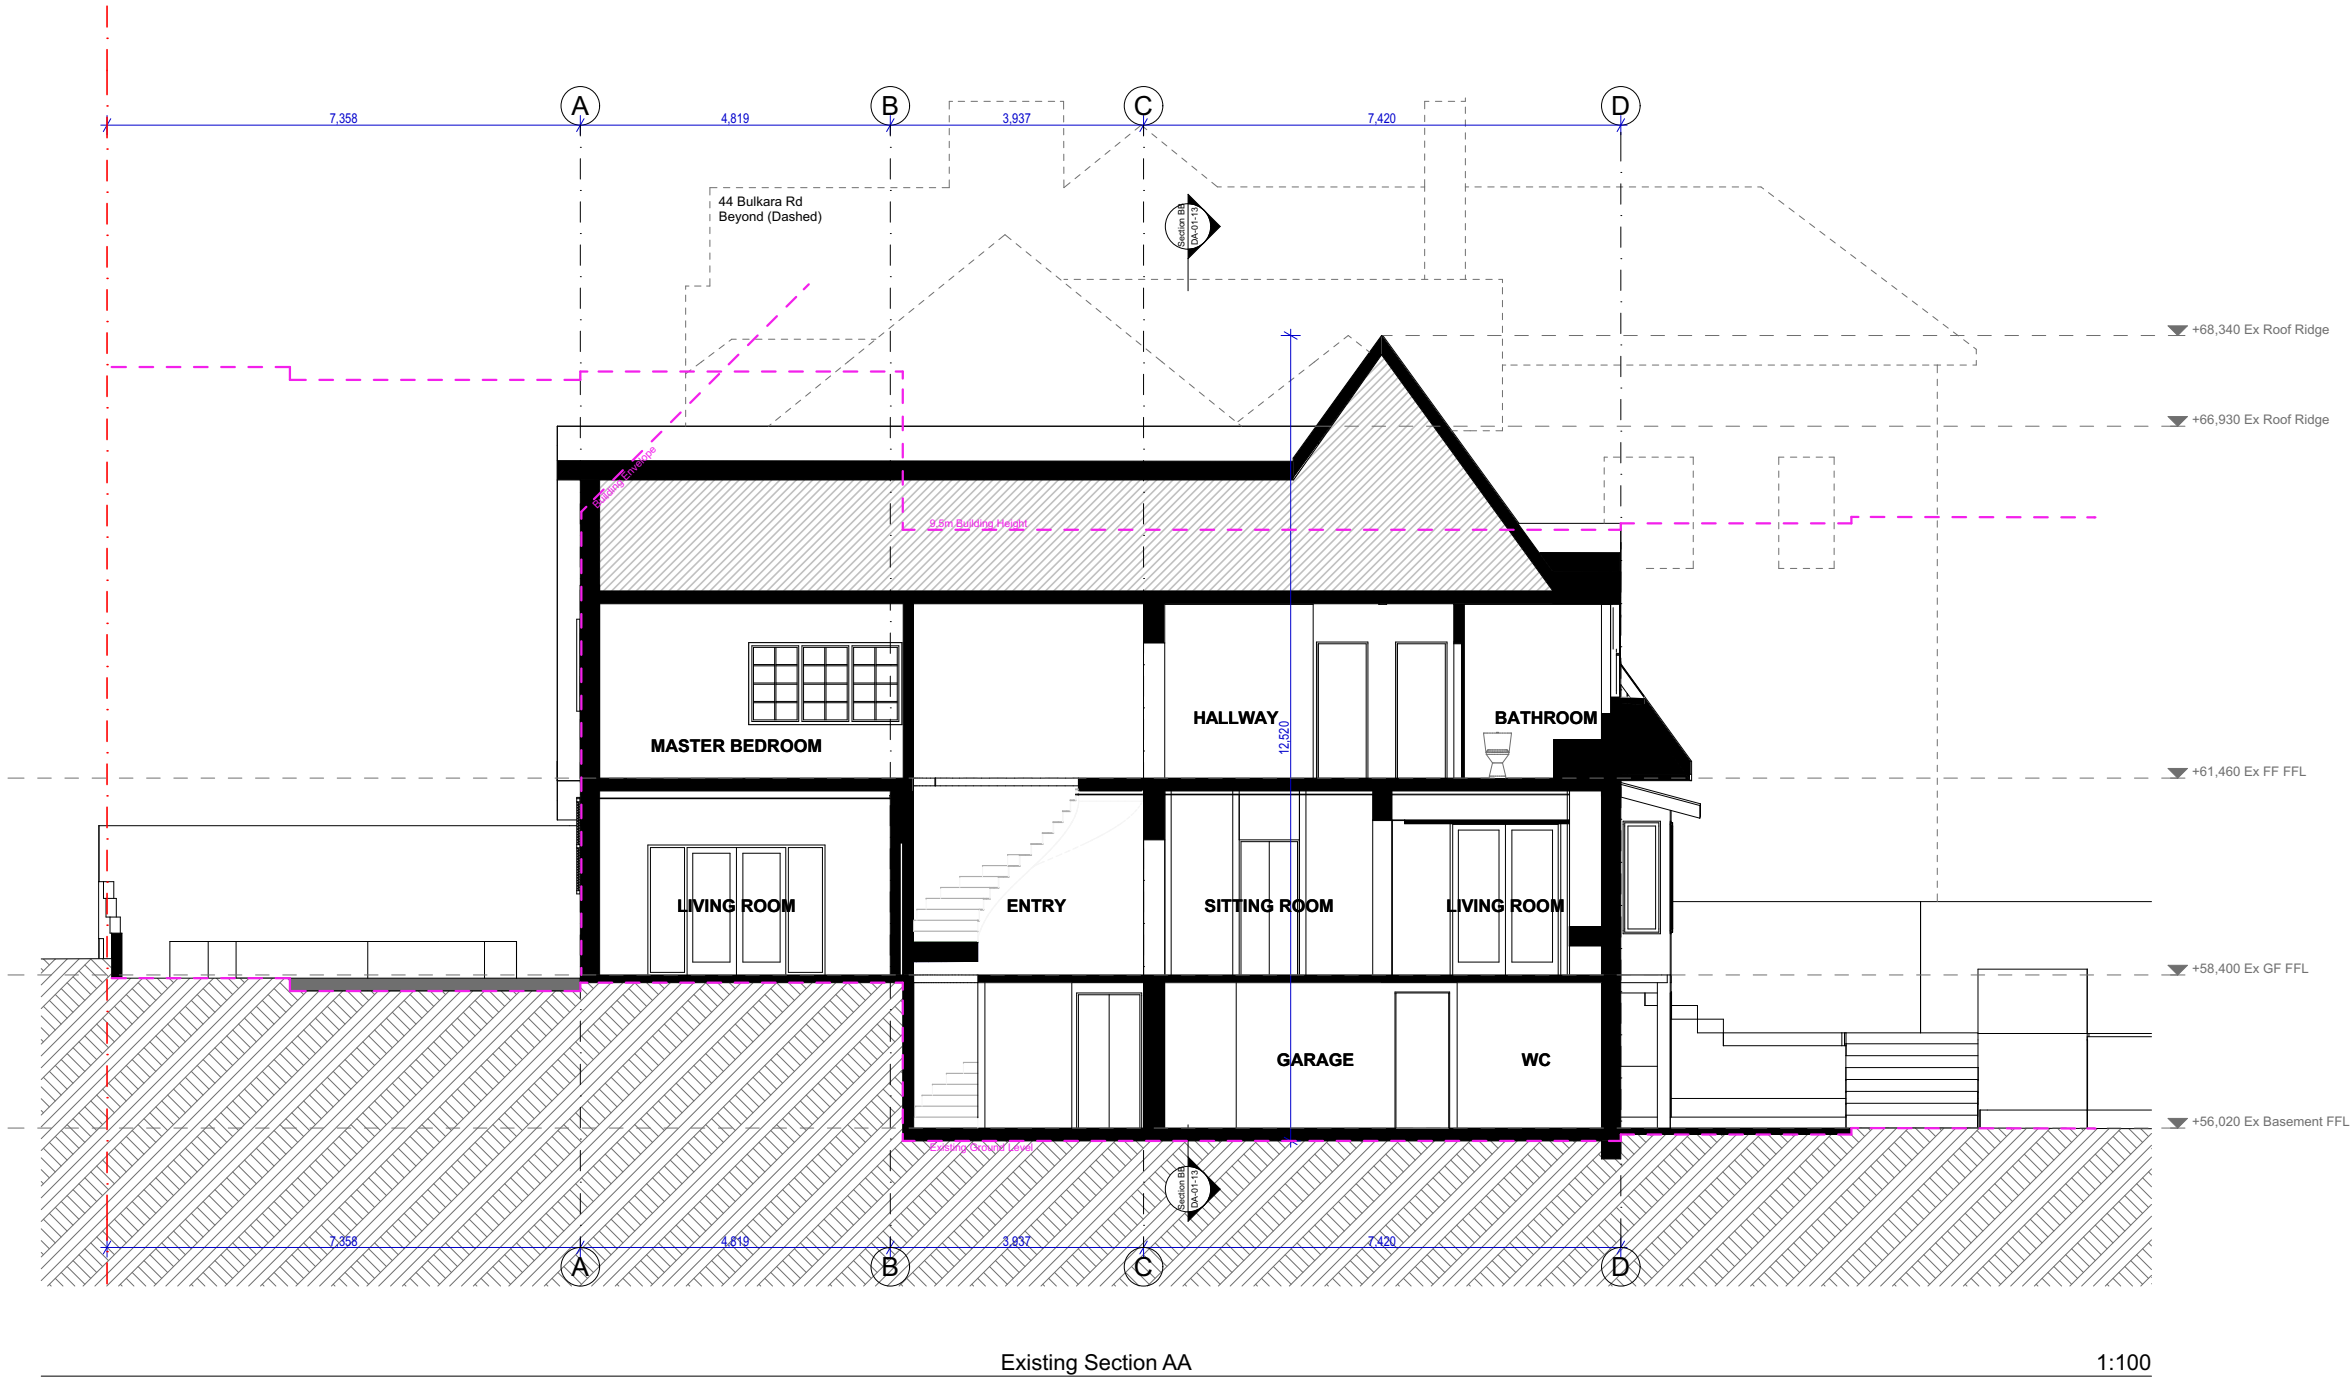 A
B
C
D
7,358
4,819
3,937
7,420
44 Bulkara Rd
Beyond (Dashed)
Section BB
DA-01-13
+68,340 Ex Roof Ridge
+66,930 Ex Roof Ridge
Building Envelope
9.5m Building Height
HALLWAY
BATHROOM
12,520
MASTER BEDROOM
+61,460 Ex FF FFL
LIVING ROOM
ENTRY
SITTING ROOM
LIVING ROOM
+58,400 Ex GF FFL
GARAGE
WC
+56,020 Ex Basement FFL
Existing Ground Level
Section BB
DA-01-13
7,358
4,819
3,937
7,420
A
B
C
D
Existing Section AA
1:100